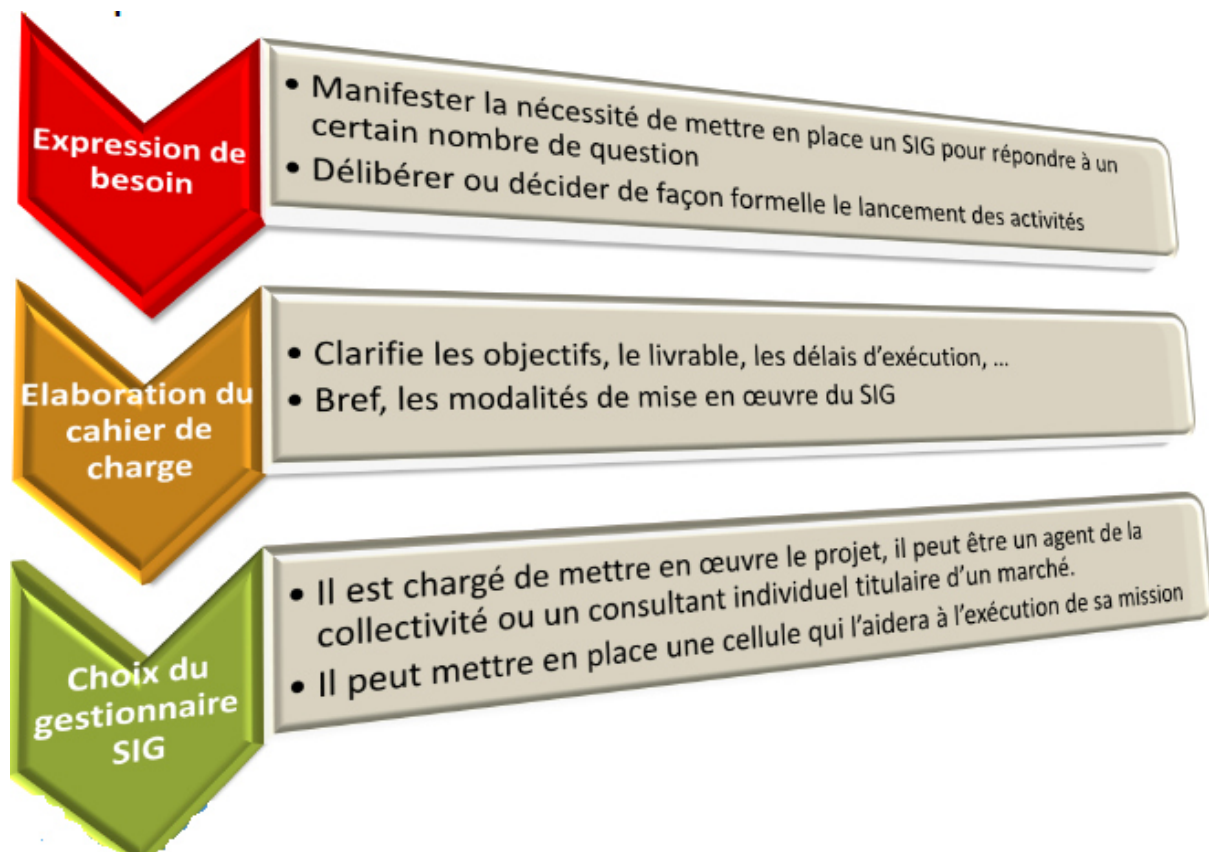 Expression de
besoin
• Manifester la nécessité de mettre en place un SIG pour répondre à un
certain nombre de question
• Délibérer ou décider de façon formelle le lancement des activités
Elaboration du
cahier de
charge
• Clarifie les objectifs, le livrable, les délais d'exécution, ...
• Bref, les modalités de mise en œuvre du SIG
Choix du
gestionnaire
SIG
• Il est chargé de mettre en œuvre le projet, il peut être un agent de la
collectivité ou un consultant individuel titulaire d'un marché.
• Il peut mettre en place une cellule qui l'aidera à l'exécution de sa mission